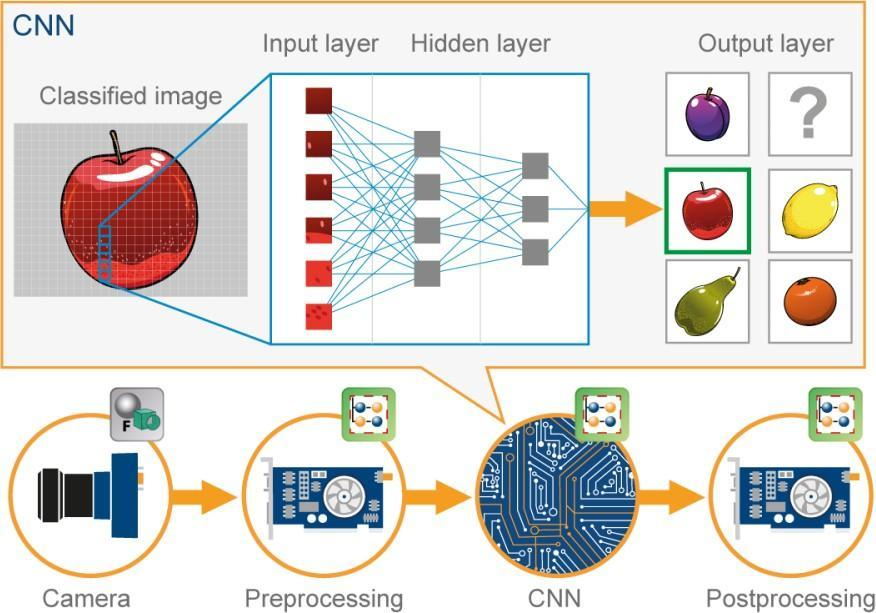 CNN
Input layer
Hidden layer
Output layer
Classified image
?
F
Camera
Preprocessing
CNN
Postprocessing